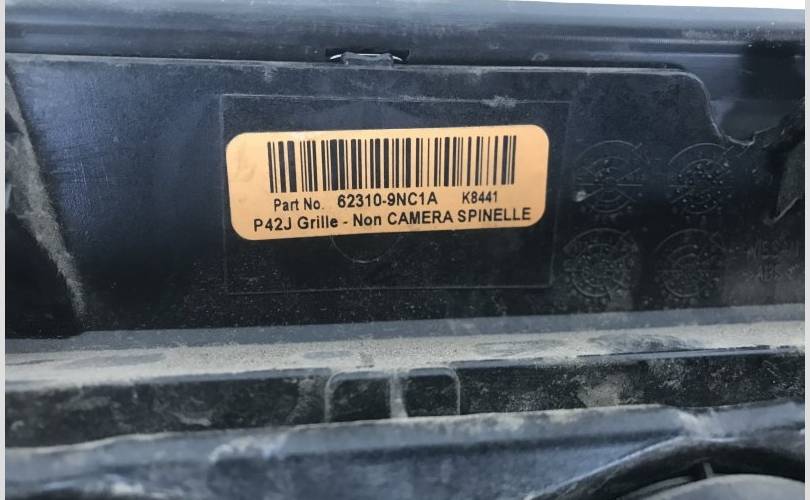 Part No. 62310-9NC1A K8441
P42J Grille - Non CAMERA SPINELLE